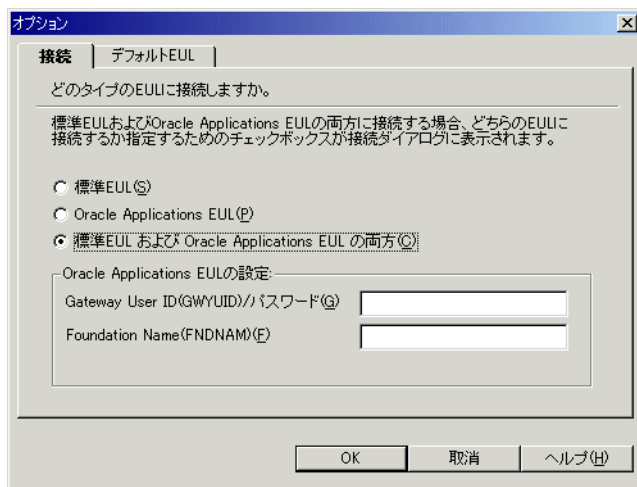 オプション
接続
デフォルトEUL
どのタイプのEULに接続しますか。
標準EULおよびOracle Applications EULの両方に接続する場合、どちらのEULに
接続するか指定するためのチェックボックスが接続ダイアログに表示されます。
標準EUL(S)
Oracle Applications EUL(P)
標準EUL および Oracle Applications EUL の両方(C)
Oracle Applications EULの設定:
Gateway User ID(GWYUID)/パスワード(G)
Foundation Name(FNDNAM)(F)
OK
取消
ヘルプ(H)